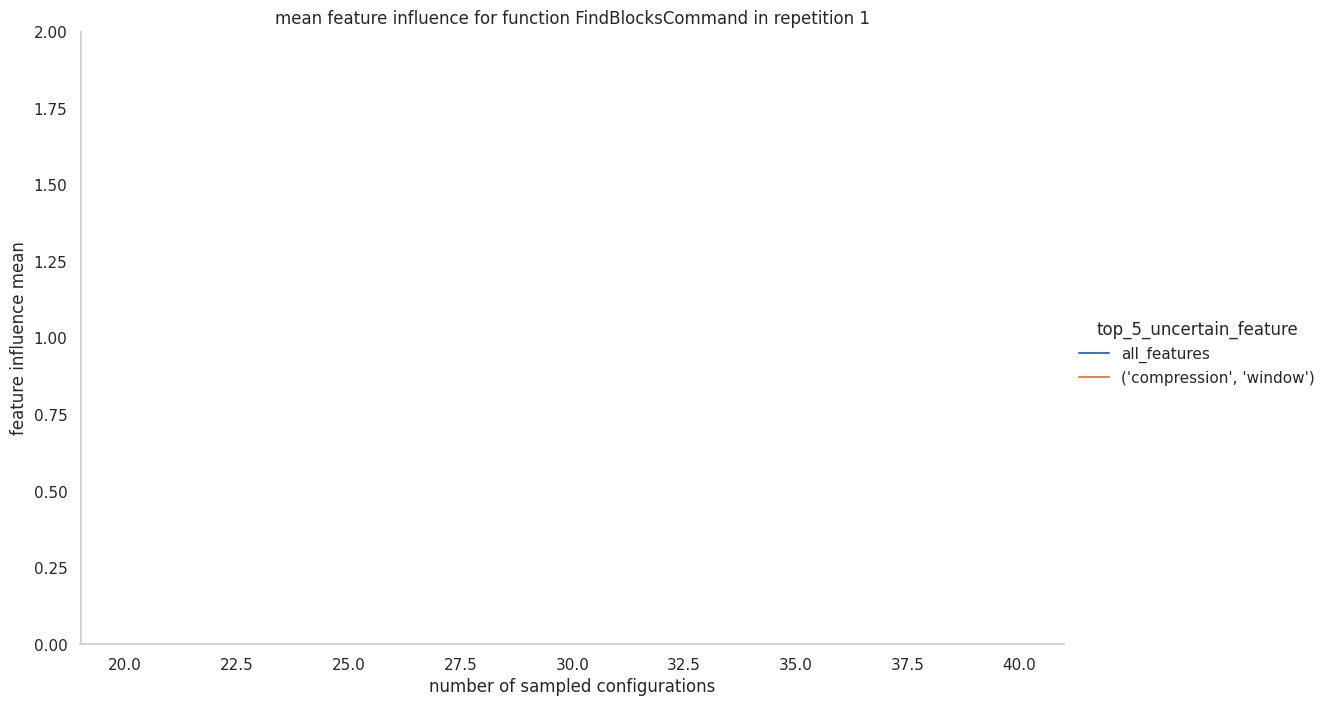 mean feature influence for function FindBlocksCommand in repetition 1
2.00
1.75
1.50
1.25
1.00
0.75
0.50
0.25
0.00
feature influence mean
20.0 22.5 25.0 27.5 30.0 32.5 35.0 37.5 40.0
number of sampled configurations
top_5_uncertain_feature
all_features
('compression', 'window')